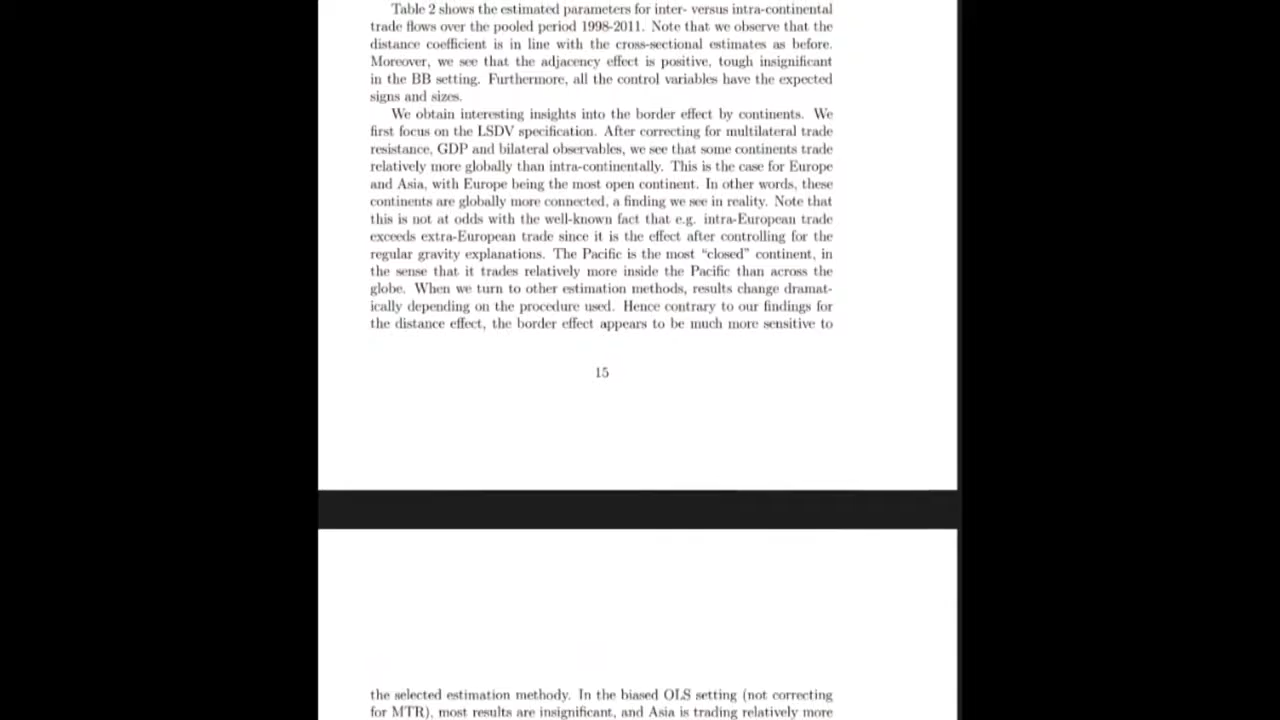 Table 2 shows the estimated parameters for inter- versus intra-continental
trade flows over the pooled period 1998-2011. Note that we observe that the
distance coefficient is in line with the cross-sectional estimates as before.
Moreover, we see that the adjacency effect is positive, tough insignificant
in the BB setting. Furthermore, all the control variables have the expected
signs and sizes.
We obtain interesting insights into the border effect by continents. We
first focus on the LSDV specification. After correcting for multilateral trade
resistance, GDP and bilateral observables, we see that some continents trade
relatively more globally than intra-continentally. This is the case for Europe
and Asia, with Europe being the most open continent. In other words, these
continents are globally more connected, a finding we see in reality. Note that
this is not at odds with the well-known fact that e.g. intra-European trade
exceeds extra-European trade since it is the effect after controlling for the
regular gravity explanations. The Pacific is the most “closed” continent, in
the sense that it trades relatively more inside the Pacific than across the
globe. When we turn to other estimation methods, results change dramat-
ically depending on the procedure used. Hence contrary to our findings for
the distance effect, the border effect appears to be much more sensitive to
15
the selected estimation methody. In the biased OLS setting (not correcting
for MTR), most results are insignificant, and Asia is trading relatively more